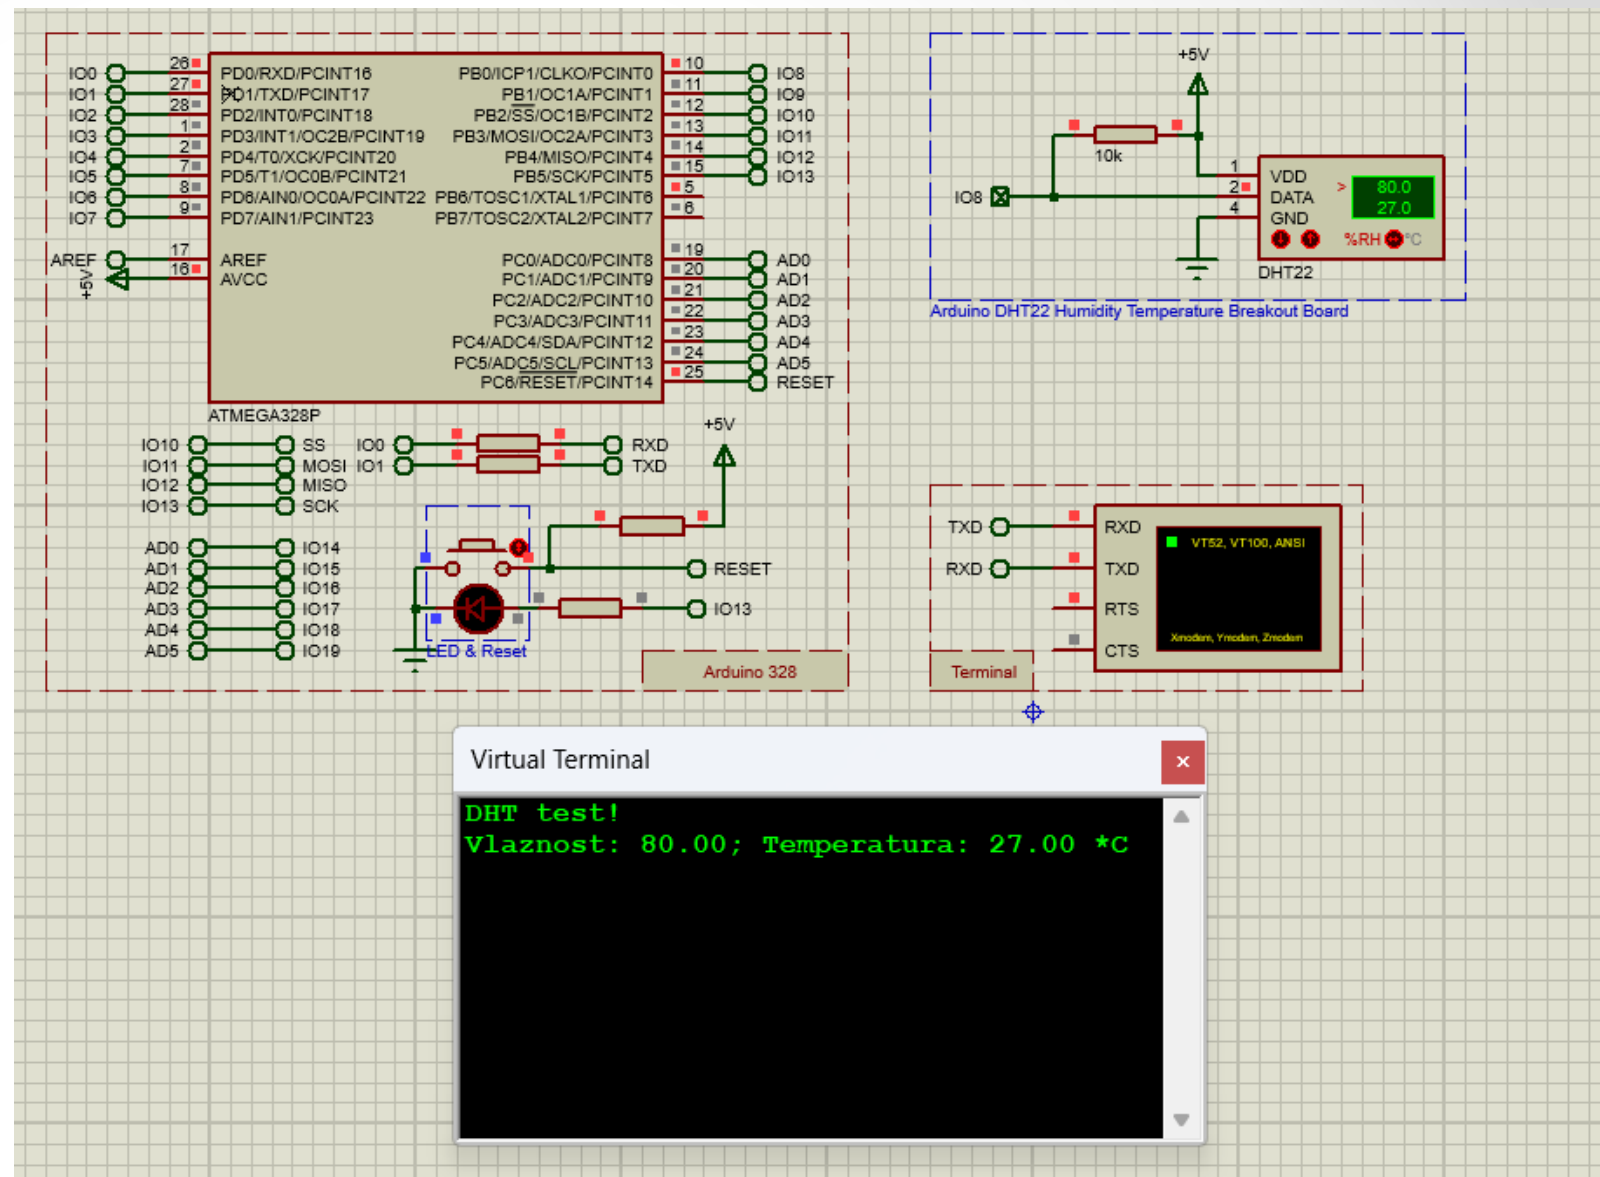 IO0 26 PD0/RXD/PCINT16 PB0/ICP1/CLKO/PCINT0 10 IO8
IO1 27 PD1/TXD/PCINT17 PB1/OC1A/PCINT1 11 IO9
IO2 28 PD2/INT0/PCINT18 PB2/SS/OC1B/PCINT2 12 IO10
IO3 1 PD3/INT1/OC2B/PCINT19 PB3/MOSI/OC2A/PCINT3 13 IO11
IO4 2 PD4/T0/XCK/PCINT20 PB4/MISO/PCINT4 14 IO12
IO5 7 PD5/T1/OC0B/PCINT21 PB5/SCK/PCINT5 15 IO13
IO6 8 PD6/AIN0/OC0A/PCINT22 PB6/TOSC1/XTAL1/PCINT6 5
IO7 9 PD7/AIN1/PCINT23 PB7/TOSC2/XTAL2/PCINT7 6
AREF 17 AREF PC0/ADC0/PCINT8 19 AD0
+5V 16 AVCC PC1/ADC1/PCINT9 20 AD1
PC2/ADC2/PCINT10 21 AD2
PC3/ADC3/PCINT11 22 AD3
PC4/ADC4/SDA/PCINT12 23 AD4
PC5/ADC5/SCL/PCINT13 24 AD5
PC6/RESET/PCINT14 25 RESET
ATMEGA328P
+5V
10k
1 VDD
IO8 2 DATA > 80.0
4 GND 27.0
%RH °C
DHT22
Arduino DHT22 Humidity Temperature Breakout Board
IO10 SS IO0 RXD
IO11 MOSI IO1 TXD
IO12 MISO
IO13 SCK
+5V
AD0 IO14
AD1 IO15 RESET
AD2 IO16
AD3 IO17 IO13
AD4 IO18
AD5 IO19
LED & Reset
Arduino 328
TXD RXD VT52, VT100, ANSI
RXD TXD
RTS
CTS Xmodem, Ymodem, Zmodem
Terminal
Virtual Terminal
DHT test!
Vlaznost: 80.00; Temperatura: 27.00 *C